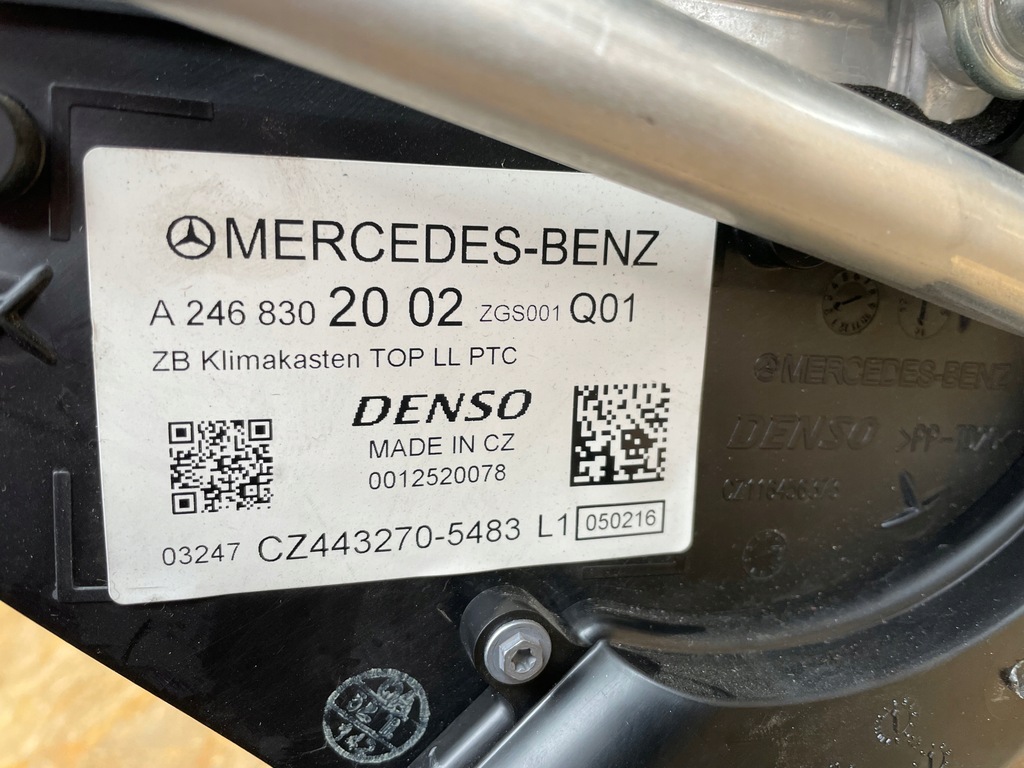 MERCEDES-BENZ
A 246 830 20 02 ZGS001 Q01
ZB Klimakasten TOP LL PTC
DENSO
MADE IN CZ
0012520078
03247 CZ443270-5483 L1 050216
MERCEDES-BENZ
DENSO